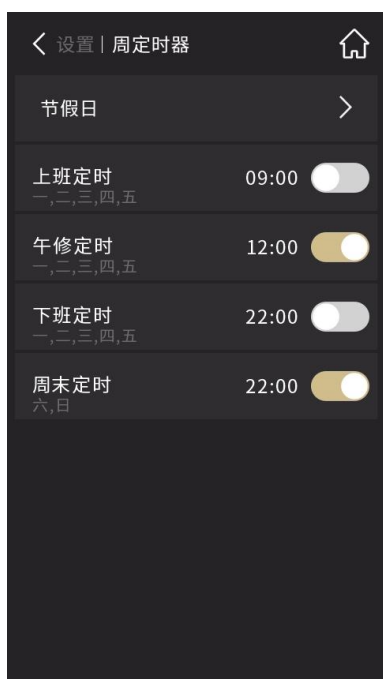 设置 | 周定时器
节假日
上班定时 09:00
一,二,三,四,五
午修定时 12:00
一,二,三,四,五
下班定时 22:00
一,二,三,四,五
周末定时 22:00
六,日